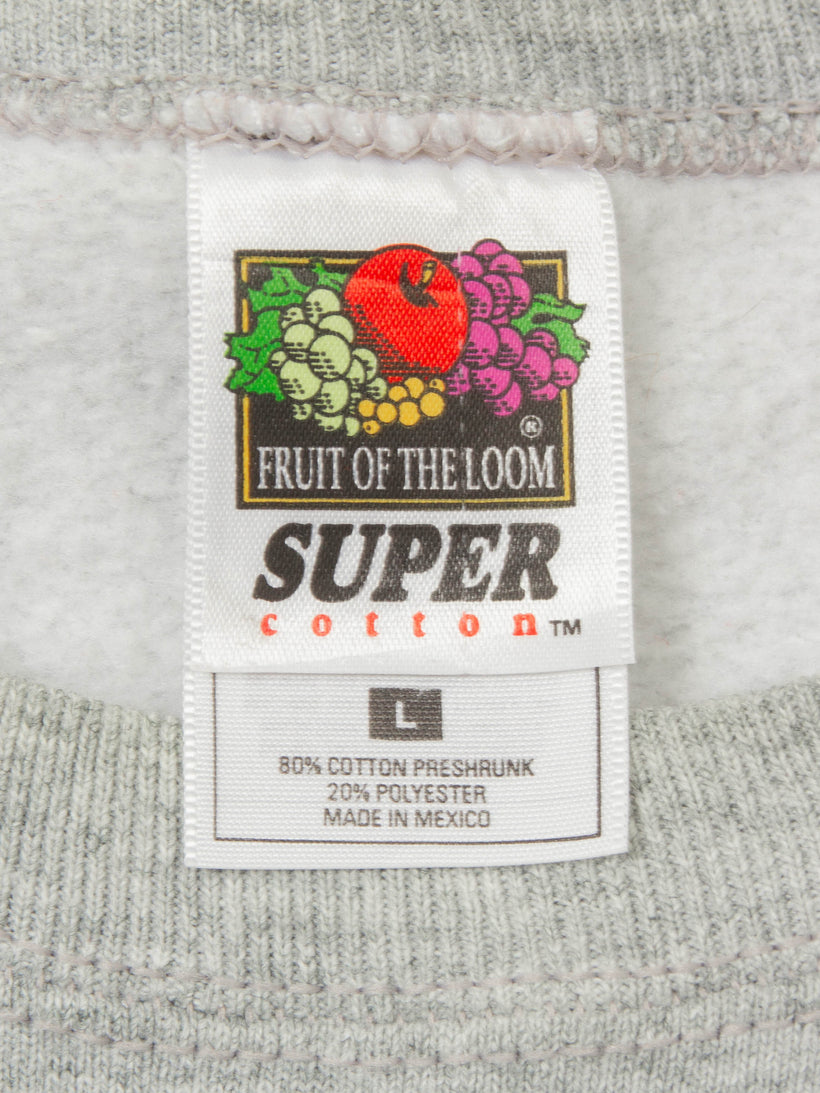 ®
FRUIT OF THE LOOM
SUPER
cotton™
L
80% COTTON PRESHRUNK
20% POLYESTER
MADE IN MEXICO